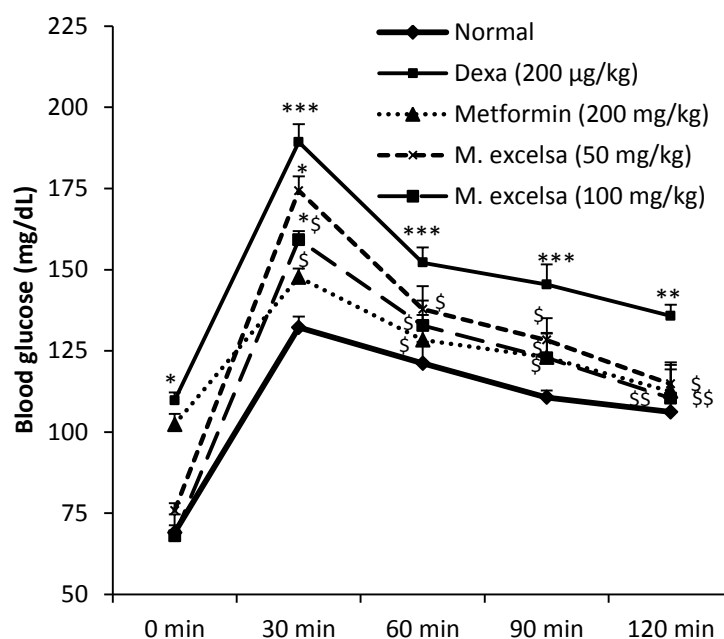 Blood glucose (mg/dL)
225
200
175
150
125
100
75
50
Normal
Dexa (200 µg/kg)
Metformin (200 mg/kg)
M. excelsa (50 mg/kg)
M. excelsa (100 mg/kg)
***
*
*$
$
***
***
**
*
$
$
$
$
$
$
$
$$
$$
0 min
30 min
60 min
90 min
120 min